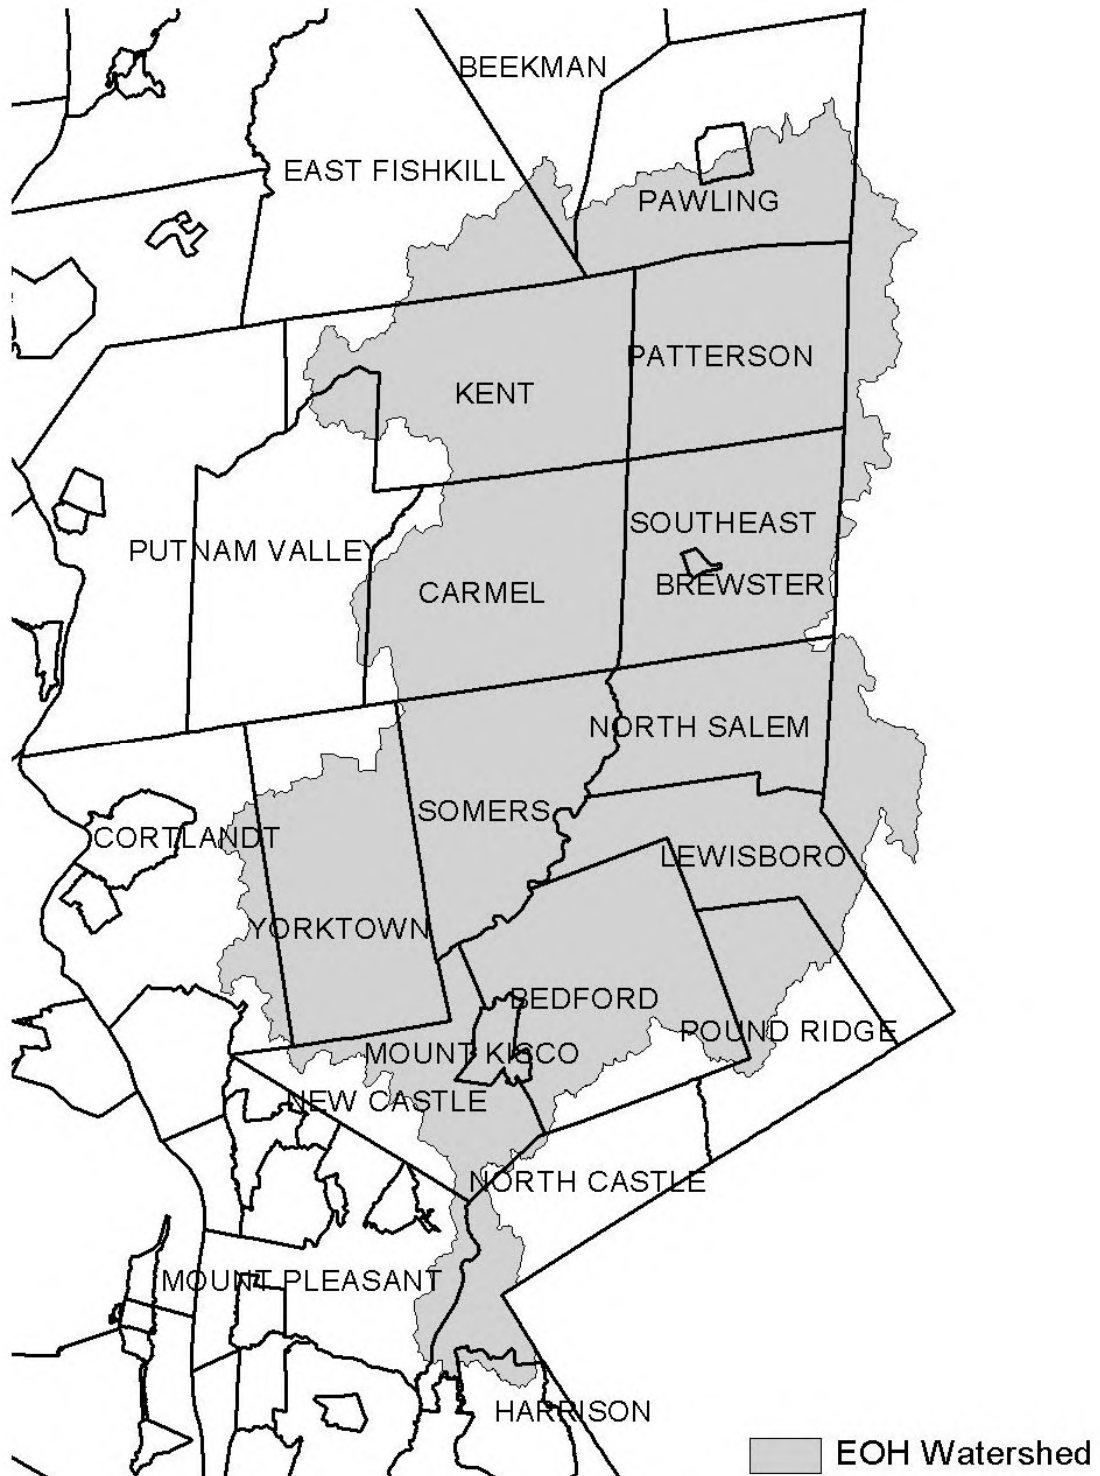 BEEKMAN
EAST FISHKILL
PAWLING
PATTERSON
KENT
SOUTHEAST
PUTNAM VALLEY
BREWSTER
CARMEL
NORTH SALEM
SOMERS
CORTLANDT
LEWISBORO
YORKTOWN
BEDFORD
POUND RIDGE
MOUNT KISCO
NEW CASTLE
NORTH CASTLE
MOUNT PLEASANT
HARRISON
EOH Watershed